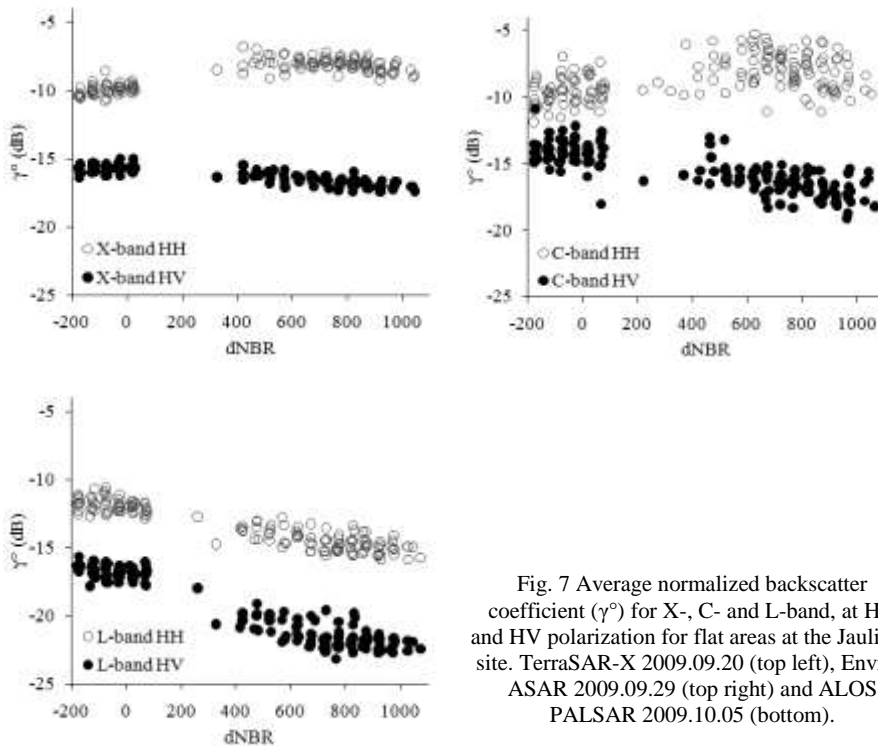 -5
-10
-15
-20
-25
γ° (dB)
○ X-band HH
● X-band HV
-200 0 200 400 600 800 1000
dNBR
-5
-10
-15
-20
-25
γ° (dB)
○ C-band HH
● C-band HV
-200 0 200 400 600 800 1000
dNBR
-5
-10
-15
-20
-25
γ° (dB)
○ L-band HH
● L-band HV
-200 0 200 400 600 800 1000
dNBR
Fig. 7 Average normalized backscatter
coefficient (γ°) for X-, C- and L-band, at H
and HV polarization for flat areas at the Jauli
site. TerraSAR-X 2009.09.20 (top left), Envi
ASAR 2009.09.29 (top right) and ALOS
PALSAR 2009.10.05 (bottom).